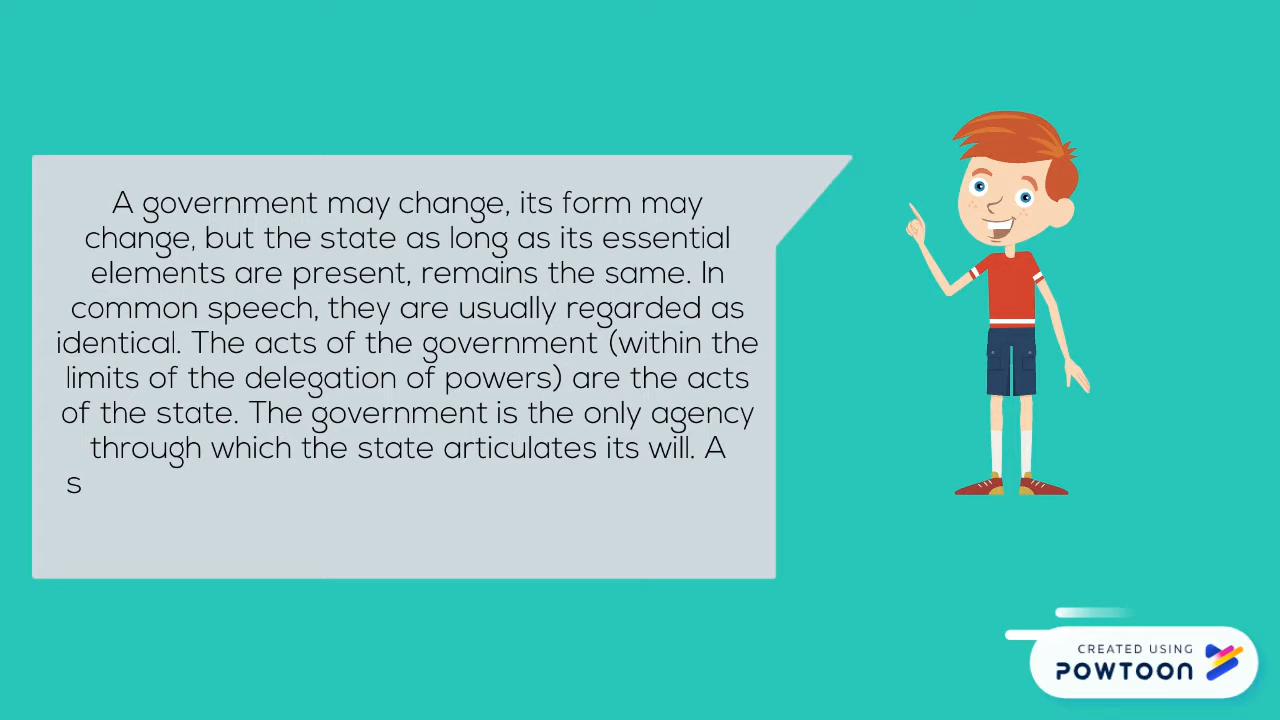 A government may change, its form may
change, but the state as long as its essential
elements are present, remains the same. In
common speech, they are usually regarded as
identical. The acts of the government (within the
limits of the delegation of powers) are the acts
of the state. The government is the only agency
through which the state articulates its will. A
s
CREATED USING
POWTOON